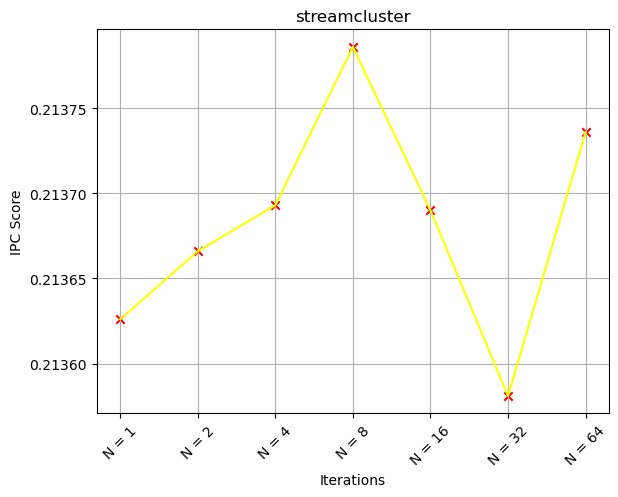 streamcluster
IPC Score
0.21375
0.21370
0.21365
0.21360
N = 1
N = 2
N = 4
N = 8
N = 16
N = 32
N = 64
Iterations